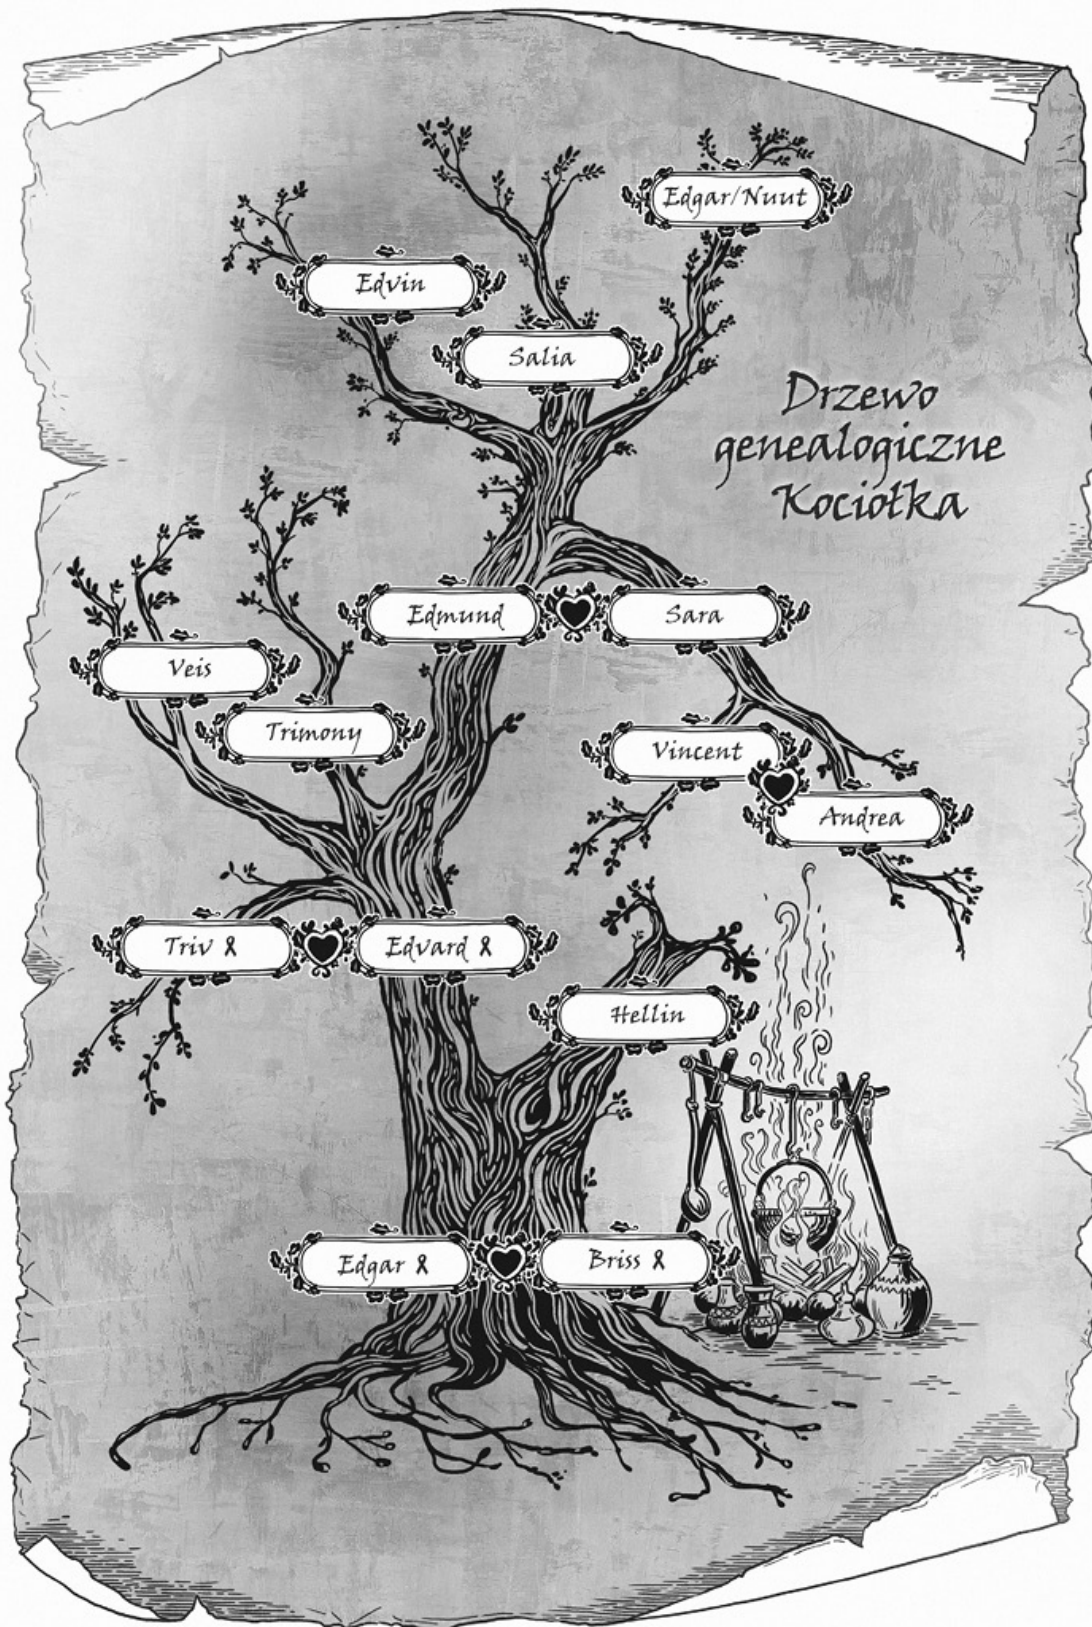 Edgar/Nuut
Edvin
Salia
Drzewo
genealogiczne
Kociołka
Edmund
Sara
Veis
Trimony
Vincent
Andrea
Triv
Edvard
Hellin
Edgar
Briss